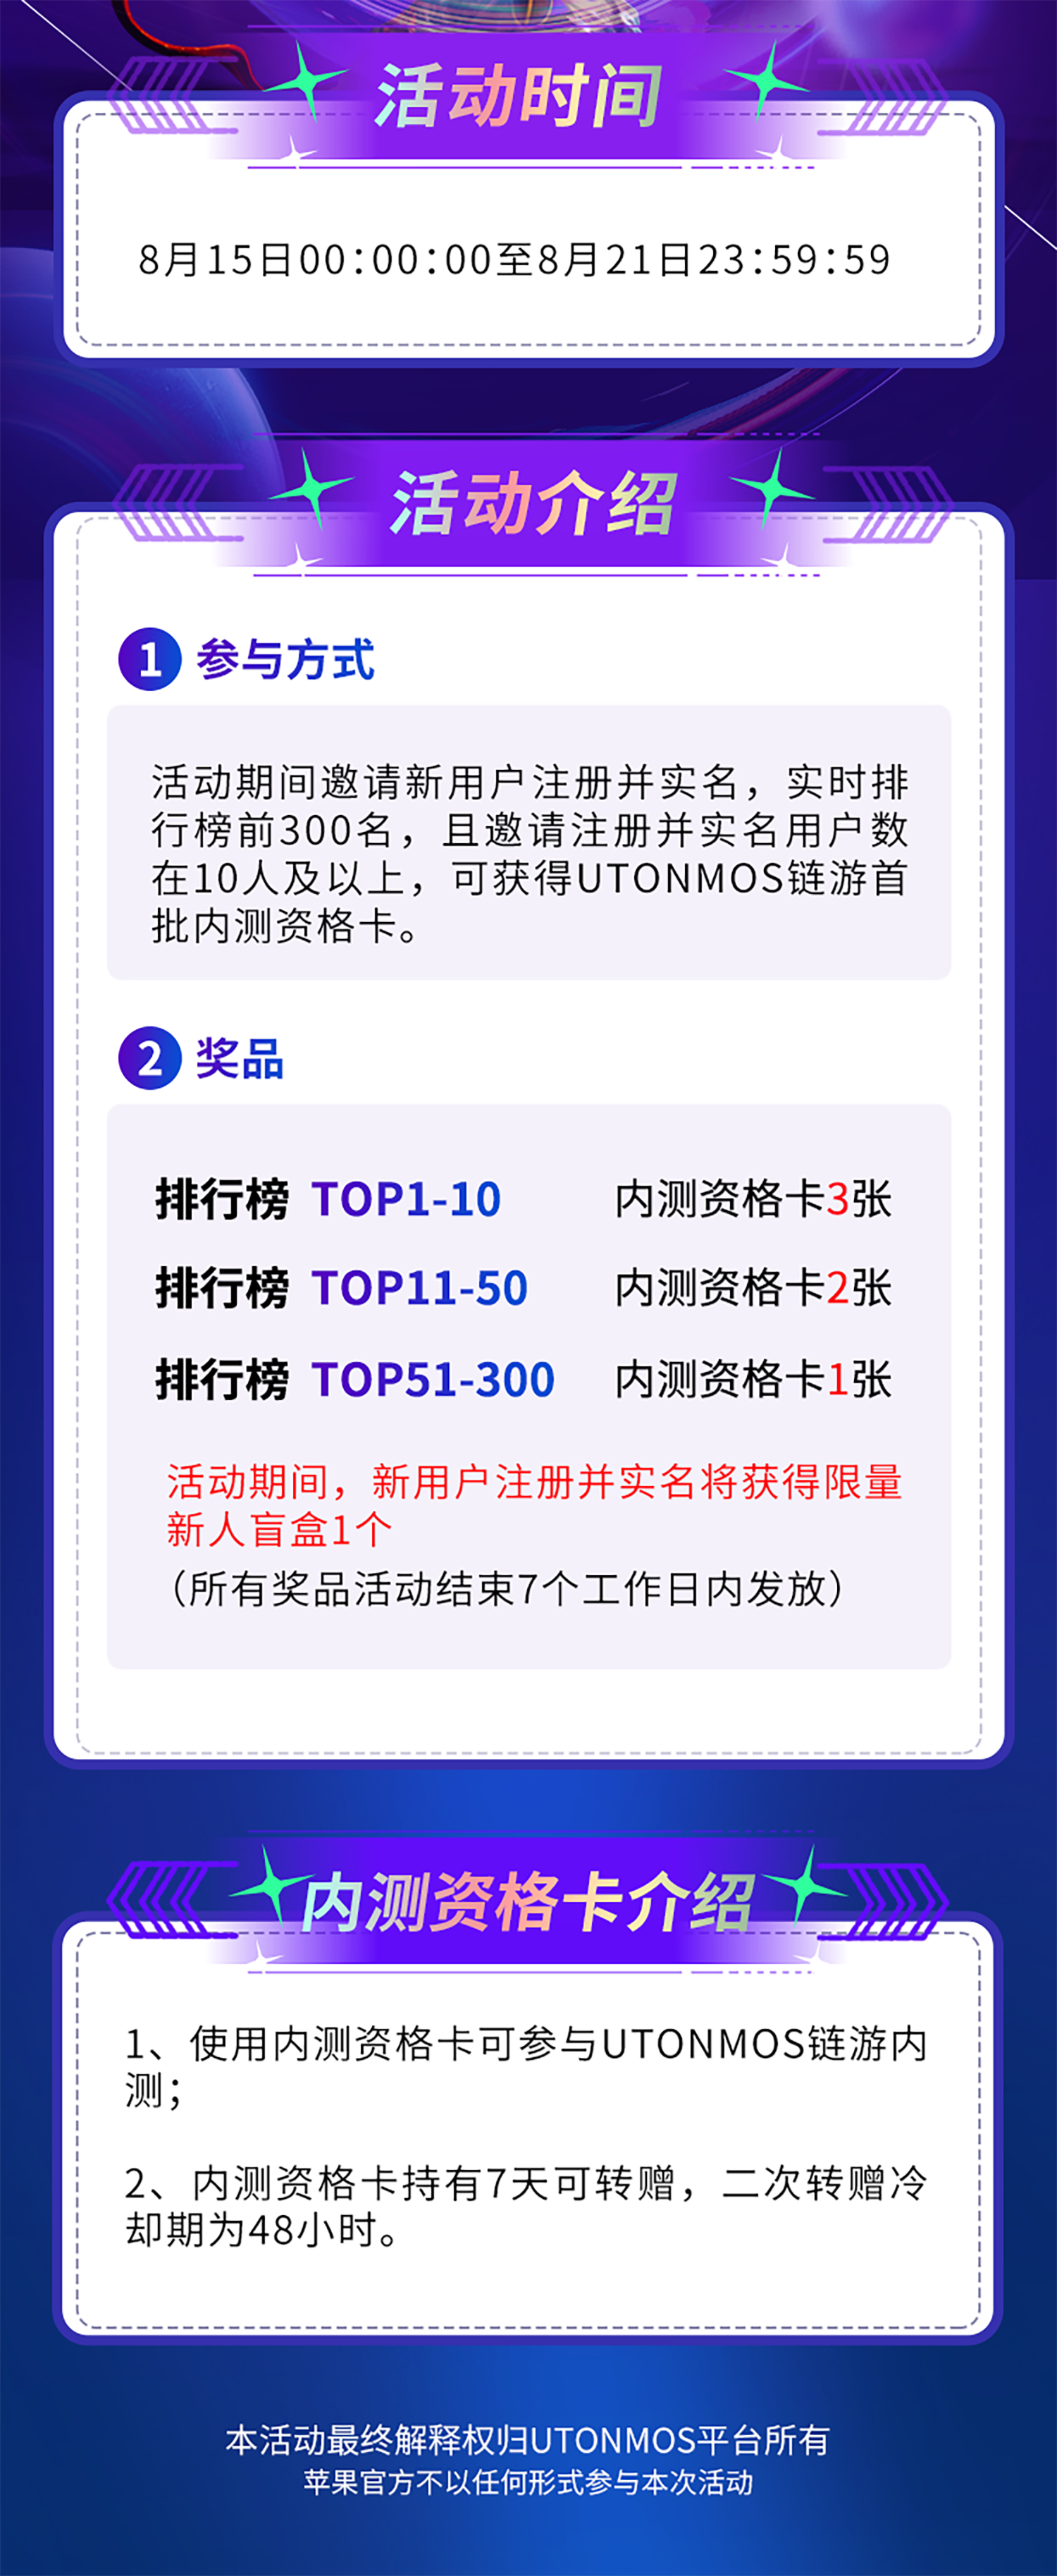 活动时间
8月15日00:00:00至8月21日23:59:59
活动介绍
1 参与方式
活动期间邀请新用户注册并实名，实时排
行榜前300名，且邀请注册并实名用户数
在10人及以上，可获得UTONMOS链游首
批内测资格卡。
2 奖品
排行榜 TOP1-10 内测资格卡3张
排行榜 TOP11-50 内测资格卡2张
排行榜 TOP51-300 内测资格卡1张
活动期间，新用户注册并实名将获得限量
新人盲盒1个
（所有奖品活动结束7个工作日内发放）
内测资格卡介绍
1、使用内测资格卡可参与UTONMOS链游内
测；
2、内测资格卡持有7天可转赠，二次转赠冷
却期为48小时。
本活动最终解释权归UTONMOS平台所有
苹果官方不以任何形式参与本次活动